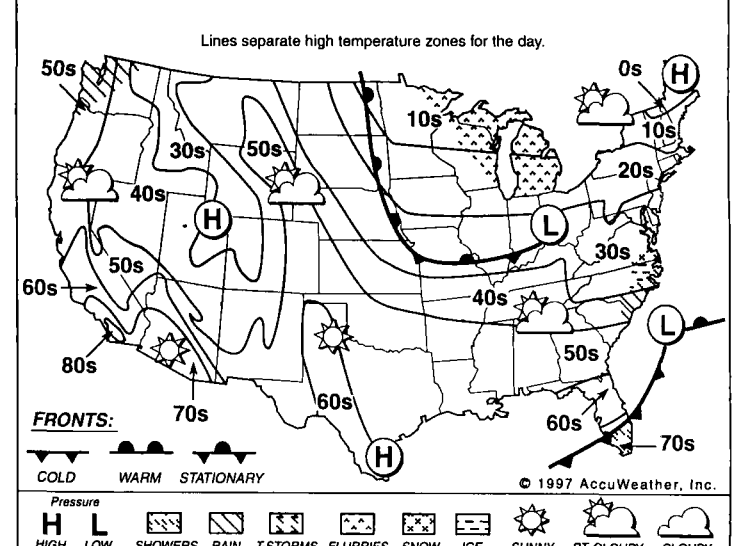 Lines separate high temperature zones for the day.
50s
0s
H
10s
10s
30s
50s
20s
40s
H
L
30s
50s
60s
40s
L
80s
50s
70s
60s
60s
70s
H
FRONTS:
COLD WARM STATIONARY
© 1997 AccuWeather, Inc.
Pressure
H L
HIGH LOW SHOWERS RAIN T-STORMS FLURRIES SNOW ICE SUNNY PT. CLOUDY CLOUDY